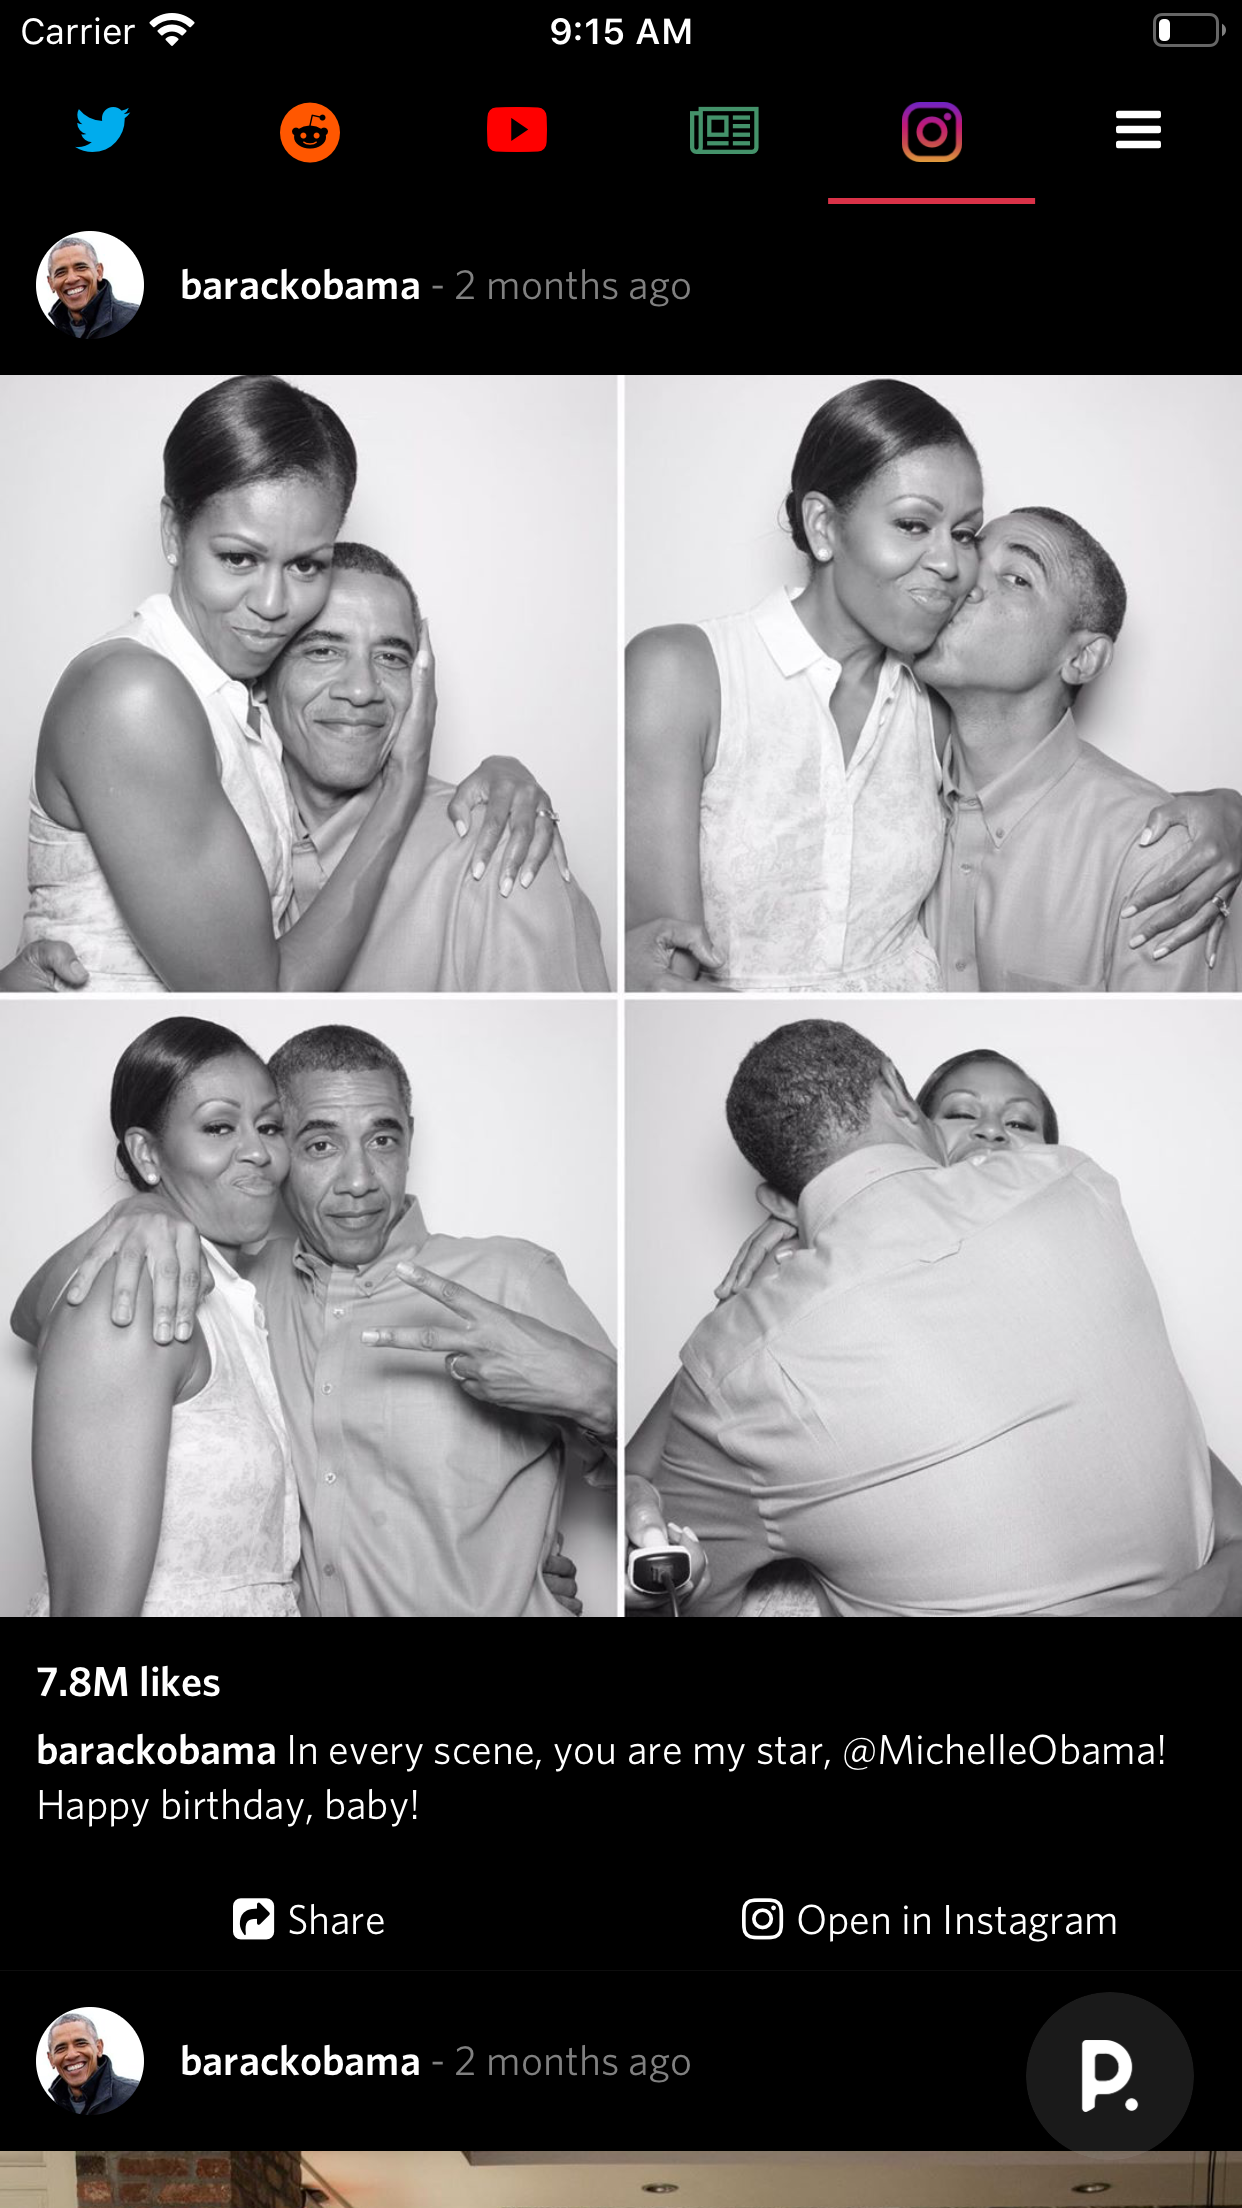 Carrier 9:15 AM
barackobama - 2 months ago
7.8M likes
barackobama In every scene, you are my star, @MichelleObama!
Happy birthday, baby!
Share Open in Instagram
barackobama - 2 months ago
P.